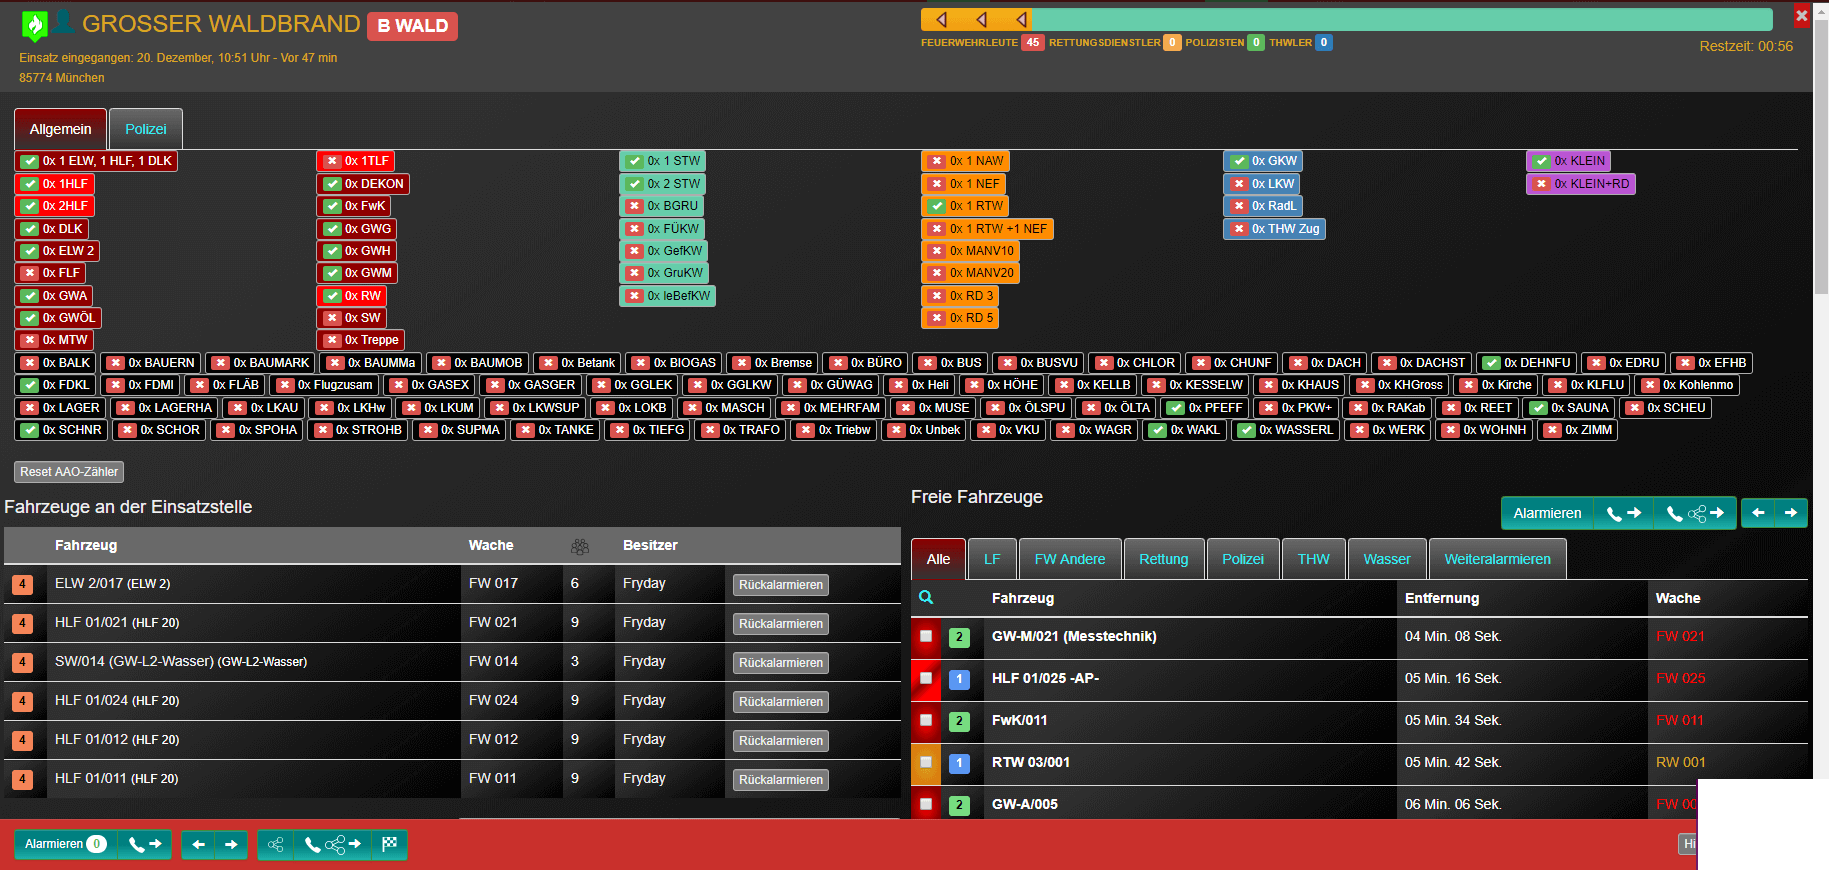 GROSSER WALDBRAND B WALD
Einsatz eingegangen: 20. Dezember, 10:51 Uhr - Vor 47 min
85774 München
FEUERWEHRLEUTE 45 RETTUNGSDIENSTLER 0 POLIZISTEN 0 THWLER 0
Restzeit: 00:56
Allgemein Polizei
0x 1 ELW, 1 HLF, 1 DLK 0x 1TLF 0x 1 STW 0x 1 NAW 0x GKW 0x KLEIN
0x 1HLF 0x DEKON 0x 2 STW 0x 1 NEF 0x LKW 0x KLEIN+RD
0x 2HLF 0x FwK 0x BGRU 0x 1 RTW 0x RadL
0x DLK 0x GWG 0x FÜKW 0x 1 RTW +1 NEF 0x THW Zug
0x ELW 2 0x GWH 0x GefKW 0x MANV10
0x FLF 0x GWM 0x GruKW 0x MANV20
0x GWA 0x RW 0x leBefKW 0x RD 3
0x GWÖL 0x SW 0x RD 5
0x MTW 0x Treppe
0x BALK 0x BAUERN 0x BAUMARK 0x BAUMMa 0x BAUMOB 0x Betank 0x BIOGAS 0x Bremse 0x BÜRO 0x BUS 0x BUSVU 0x CHLOR 0x CHUNF 0x DACH 0x DACHST 0x DEHNFU 0x EDRU 0x EFHB
0x FDKL 0x FDMI 0x FLÄB 0x Flugzusam 0x GASEX 0x GASGER 0x GGLEK 0x GGLKW 0x GÜWAG 0x Heli 0x HÖHE 0x KELLB 0x KESSELW 0x KHAUS 0x KHGross 0x Kirche 0x KLFLU 0x Kohlenmo
0x LAGER 0x LAGERHA 0x LKAU 0x LKHw 0x LKUM 0x LKWSUP 0x LOKB 0x MASCH 0x MEHRFAM 0x MUSE 0x ÖLSPU 0x ÖLTA 0x PFEFF 0x PKW+ 0x RAKab 0x REET 0x SAUNA 0x SCHEU
0x SCHNR 0x SCHOR 0x SPOHA 0x STROHB 0x SUPMA 0x TANKE 0x TIEFG 0x TRAFO 0x Triebw 0x Unbek 0x VKU 0x WAGR 0x WAKL 0x WASSERL 0x WERK 0x WOHNH 0x ZIMM
Reset AAO-Zähler
Fahrzeuge an der Einsatzstelle
Fahrzeug Wache Besitzer
4 ELW 2/017 (ELW 2) FW 017 6 Fryday Rückalarmieren
4 HLF 01/021 (HLF 20) FW 021 9 Fryday Rückalarmieren
4 SW/014 (GW-L2-Wasser) (GW-L2-Wasser) FW 014 3 Fryday Rückalarmieren
4 HLF 01/024 (HLF 20) FW 024 9 Fryday Rückalarmieren
4 HLF 01/012 (HLF 20) FW 012 9 Fryday Rückalarmieren
4 HLF 01/011 (HLF 20) FW 011 9 Fryday Rückalarmieren
Freie Fahrzeuge
Alarmieren
Alle LF FW Andere Rettung Polizei THW Wasser Weiteralarmieren
Fahrzeug Entfernung Wache
2 GW-M/021 (Messtechnik) 04 Min. 08 Sek. FW 021
1 HLF 01/025 -AP- 05 Min. 16 Sek. FW 025
2 FwK/011 05 Min. 34 Sek. FW 011
1 RTW 03/001 05 Min. 42 Sek. RW 001
2 GW-A/005 06 Min. 06 Sek. FW 00
Alarmieren 0
Hi